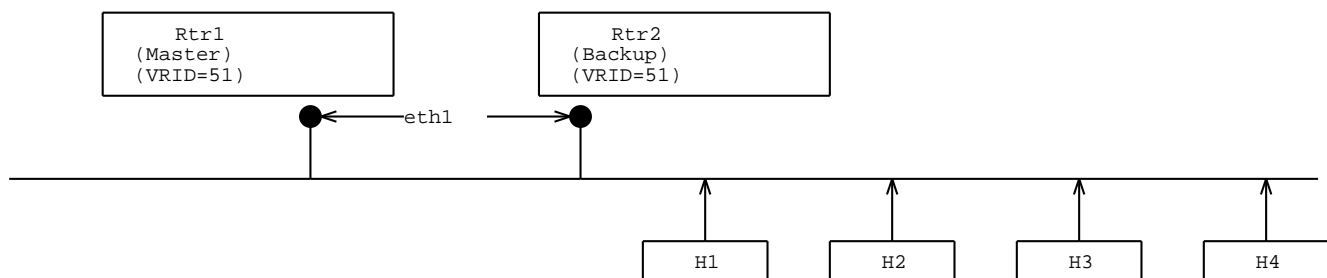 Rtr1
(Master)
(VRID=51)
Rtr2
(Backup)
(VRID=51)
eth1
H1
H2
H3
H4